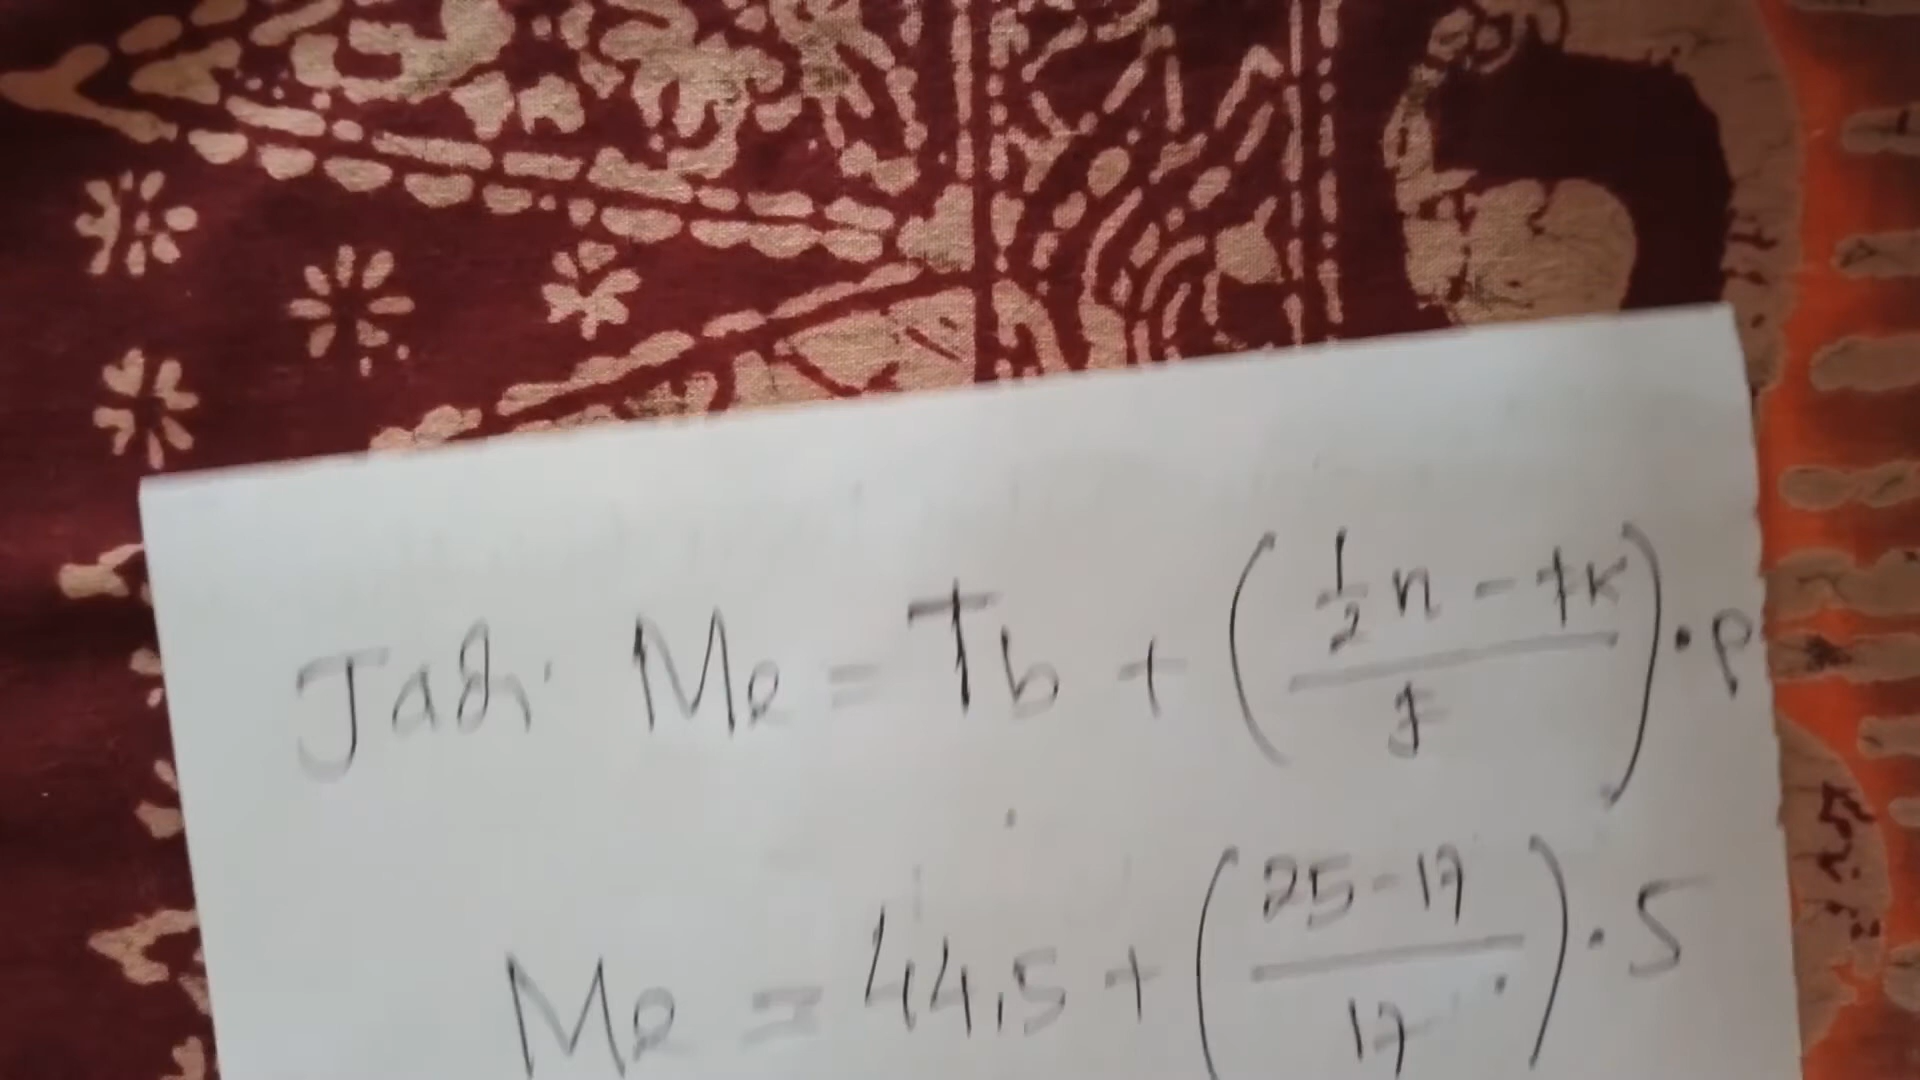 Jadi Me = Tb + (½n - fk / f) . P
Me = 44,5 + (25 - 17 / 17) . 5